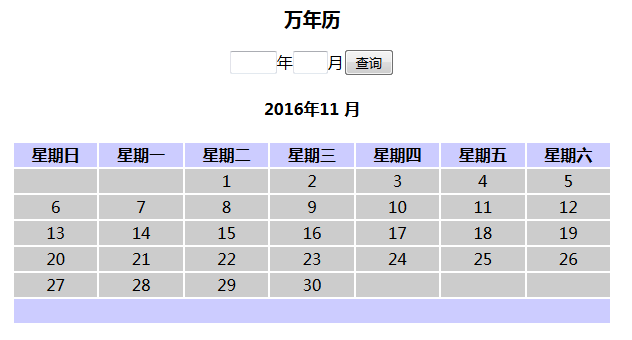 万年历
年 月 查询
2016年11 月
星期日 星期一 星期二 星期三 星期四 星期五 星期六
1 2 3 4 5
6 7 8 9 10 11 12
13 14 15 16 17 18 19
20 21 22 23 24 25 26
27 28 29 30